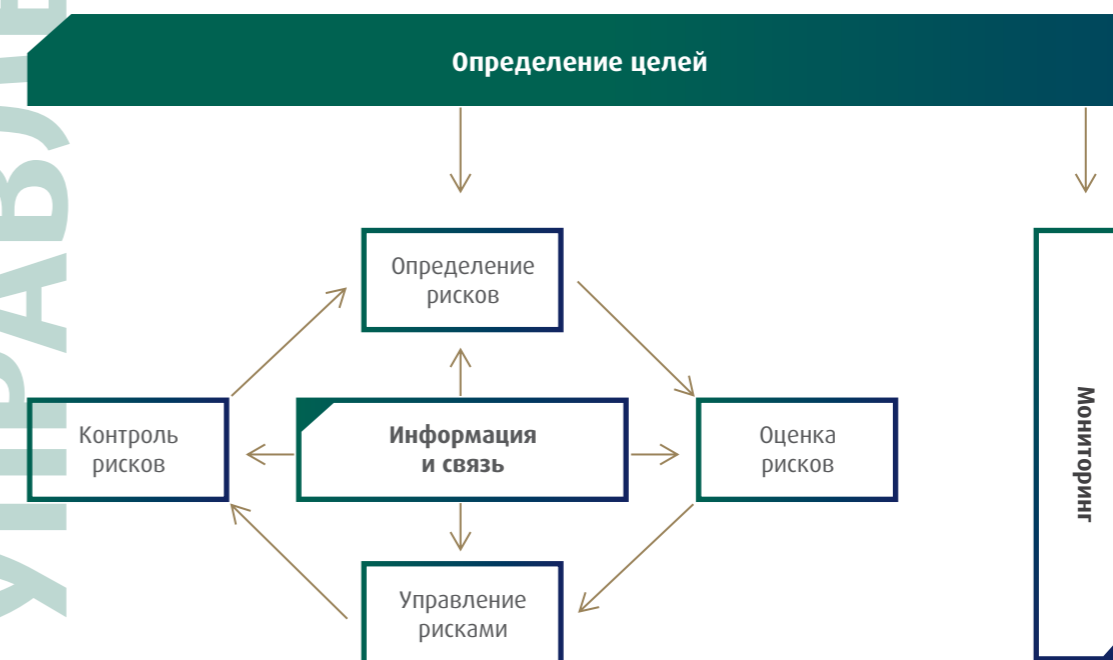 Определение целей
Определение
рисков
Контроль
рисков
Информация
и связь
Оценка
рисков
Управление
рисками
Мониторинг